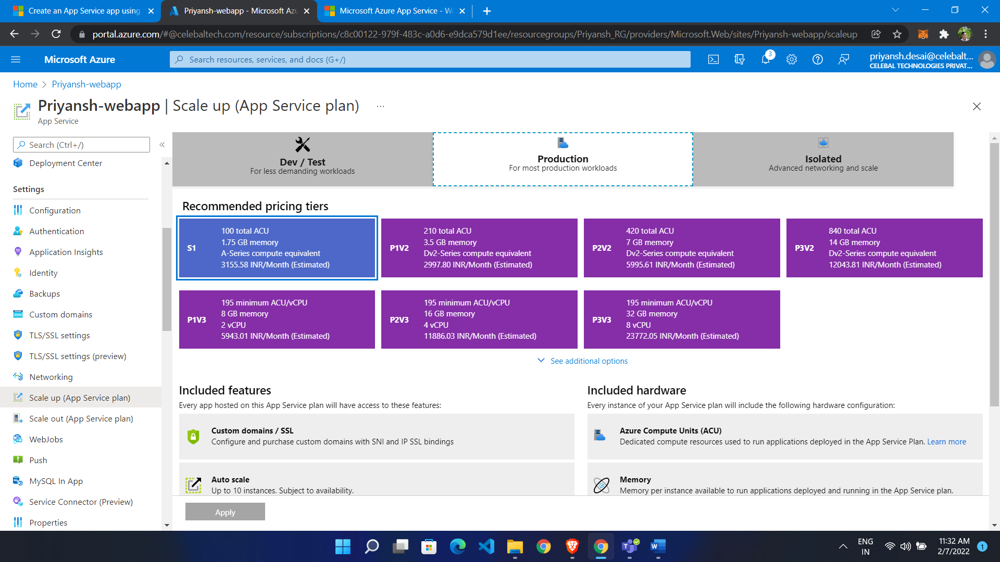 Create an App Service app using
Priyansh-webapp - Microsoft Azu
Microsoft Azure App Service - We
portal.azure.com/#@celebaltech.com/resource/subscriptions/c8c00122-979f-483c-a0d6-e9dca579d1ee/resourcegroups/Priyansh_RG/providers/Microsoft.Web/sites/Priyansh-webapp/scaleup
Microsoft Azure
Search resources, services, and docs (G+/)
3
priyansh.desai@celebalt...
CELEBAL TECHNOLOGIES PRIVAT...
Home > Priyansh-webapp
Priyansh-webapp | Scale up (App Service plan) ...
App Service
Search (Ctrl+/)
«
Deployment Center
Settings
Configuration
Authentication
Application Insights
Identity
Backups
Custom domains
TLS/SSL settings
TLS/SSL settings (preview)
Networking
Scale up (App Service plan)
Scale out (App Service plan)
WebJobs
Push
MySQL In App
Service Connector (Preview)
Properties
Dev / Test
For less demanding workloads
Production
For most production workloads
Isolated
Advanced networking and scale
Recommended pricing tiers
S1
100 total ACU
1.75 GB memory
A-Series compute equivalent
3155.58 INR/Month (Estimated)
P1V2
210 total ACU
3.5 GB memory
Dv2-Series compute equivalent
2997.80 INR/Month (Estimated)
P2V2
420 total ACU
7 GB memory
Dv2-Series compute equivalent
5995.61 INR/Month (Estimated)
P3V2
840 total ACU
14 GB memory
Dv2-Series compute equivalent
12043.81 INR/Month (Estimated)
P1V3
195 minimum ACU/vCPU
8 GB memory
2 vCPU
5943.01 INR/Month (Estimated)
P2V3
195 minimum ACU/vCPU
16 GB memory
4 vCPU
11886.03 INR/Month (Estimated)
P3V3
195 minimum ACU/vCPU
32 GB memory
8 vCPU
23772.05 INR/Month (Estimated)
See additional options
Included features
Every app hosted on this App Service plan will have access to these features:
Custom domains / SSL
Configure and purchase custom domains with SNI and IP SSL bindings
Auto scale
Up to 10 instances. Subject to availability.
Included hardware
Every instance of your App Service plan will include the following hardware configuration:
Azure Compute Units (ACU)
Dedicated compute resources used to run applications deployed in the App Service Plan. Learn more
Memory
Memory per instance available to run applications deployed and running in the App Service plan.
Apply
ENG
IN
11:32 AM
2/7/2022
1